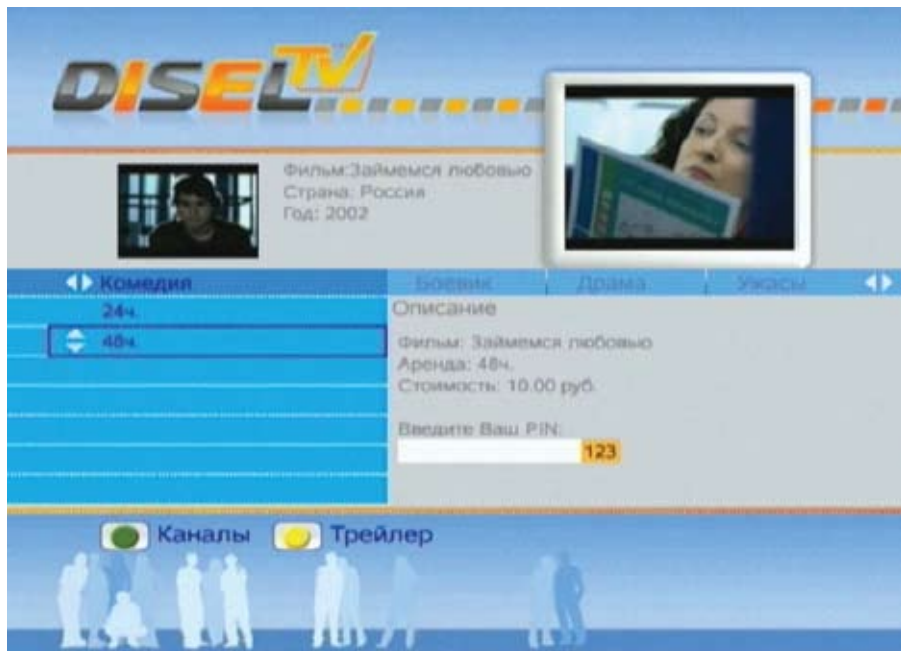 DISEL TV
Фильм:Займемся любовью
Страна: Россия
Год: 2002
Комедия
Боевик
Драма
Ужасы
24ч.
48ч.
Описание
Фильм: Займемся любовью
Аренда: 48ч.
Стоимость: 10.00 руб.
Введите Ваш PIN:
123
Каналы
Трейлер